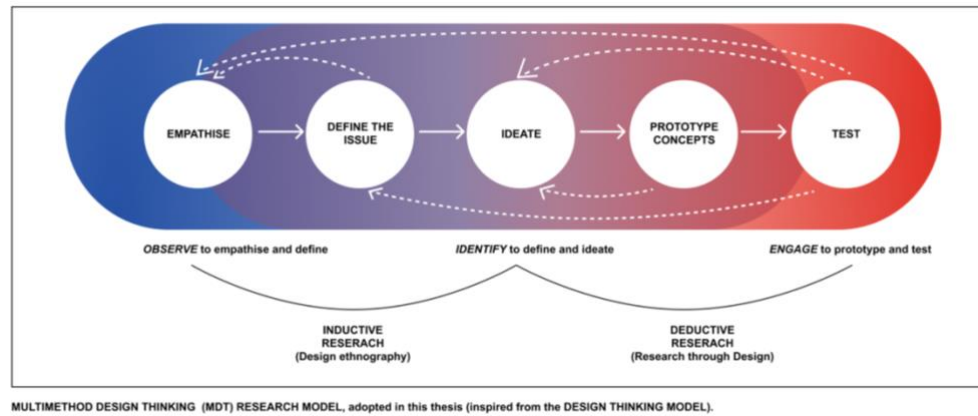 EMPATHISE
DEFINE THE
ISSUE
IDEATE
PROTOTYPE
CONCEPTS
TEST
OBSERVE to empathise and define
IDENTIFY to define and ideate
ENGAGE to prototype and test
INDUCTIVE
RESERACH
(Design ethnography)
DEDUCTIVE
RESERACH
(Research through Design)
MULTIMETHOD DESIGN THINKING (MDT) RESEARCH MODEL, adopted in this thesis (inspired from the DESIGN THINKING MODEL).